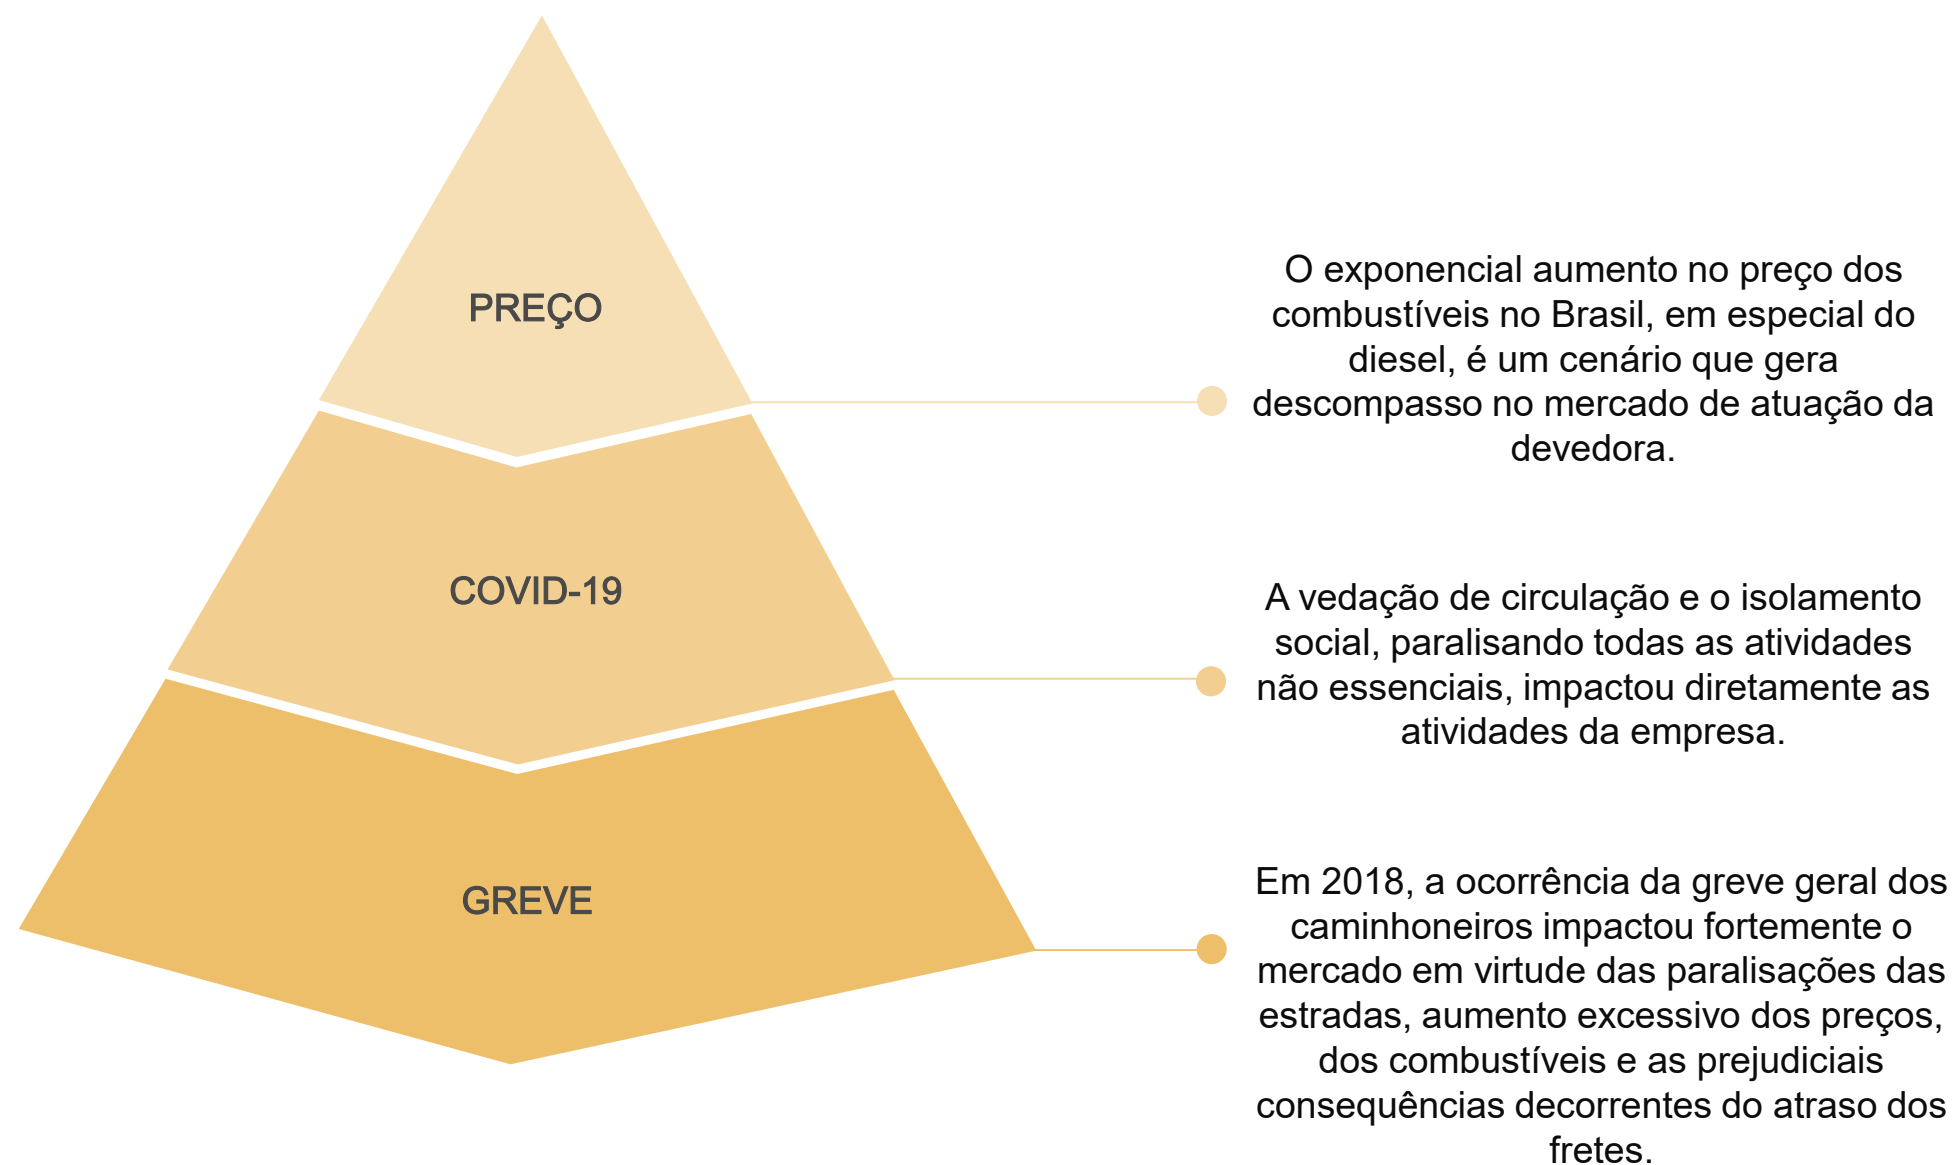 PREÇO
O exponencial aumento no preço dos
combustíveis no Brasil, em especial do
diesel, é um cenário que gera
descompasso no mercado de atuação da
devedora.
COVID-19
A vedação de circulação e o isolamento
social, paralisando todas as atividades
não essenciais, impactou diretamente as
atividades da empresa.
GREVE
Em 2018, a ocorrência da greve geral dos
caminhoneiros impactou fortemente o
mercado em virtude das paralisações das
estradas, aumento excessivo dos preços,
dos combustíveis e as prejudiciais
consequências decorrentes do atraso dos
fretes.